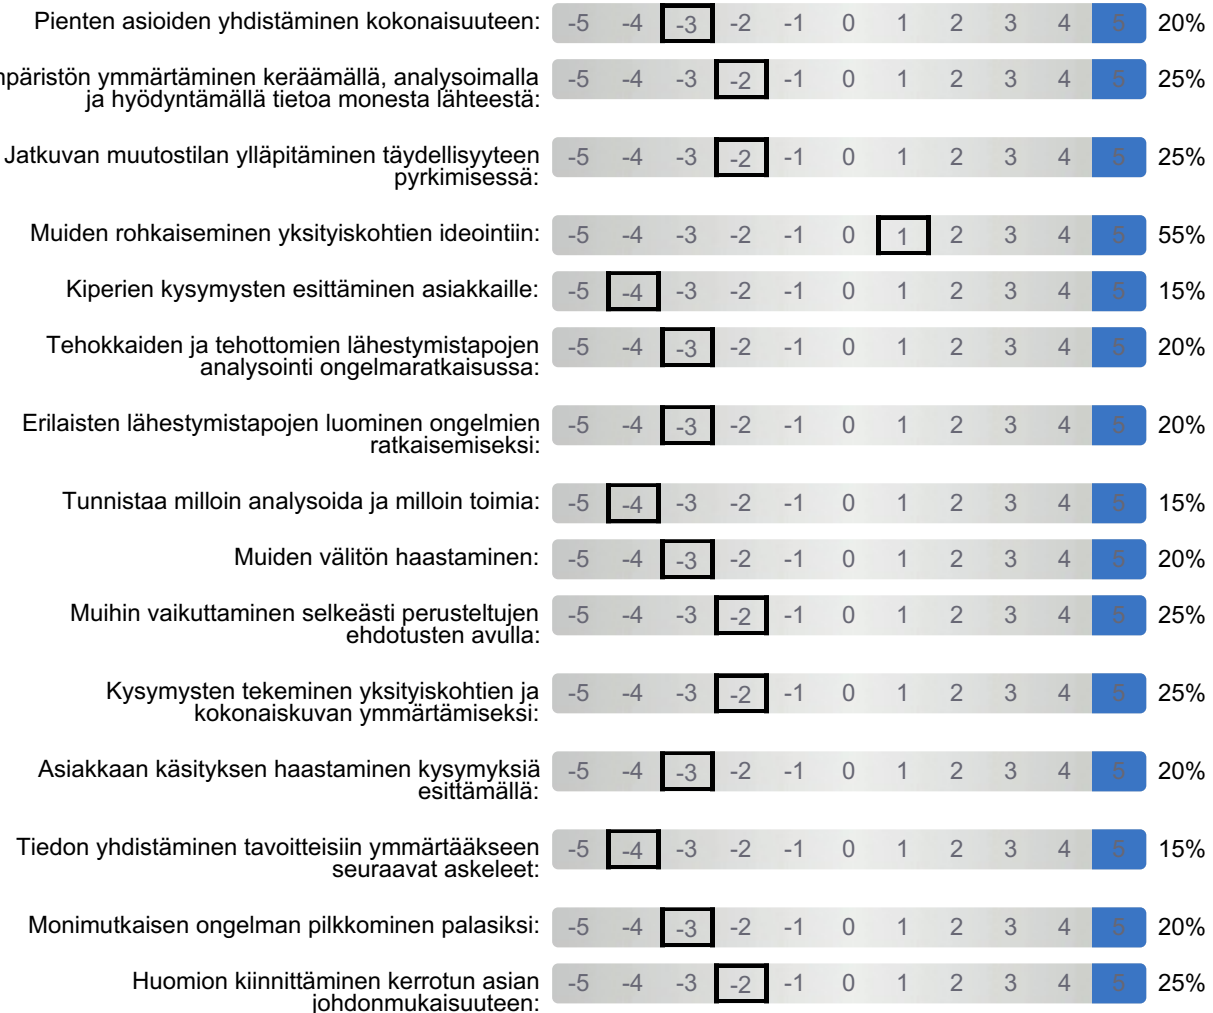 Pienten asioiden yhdistäminen kokonaisuuteen: -5 -4 -3 -2 -1 0 1 2 3 4 5 20%
päristön ymmärtäminen keräämällä, analysoimalla
ja hyödyntämällä tietoa monesta lähteestä: -5 -4 -3 -2 -1 0 1 2 3 4 5 25%
Jatkuvan muutostilan ylläpitäminen täydellisyyteen
pyrkimisessä: -5 -4 -3 -2 -1 0 1 2 3 4 5 25%
Muiden rohkaiseminen yksityiskohtien ideointiin: -5 -4 -3 -2 -1 0 1 2 3 4 5 55%
Kiperien kysymysten esittäminen asiakkaille: -5 -4 -3 -2 -1 0 1 2 3 4 5 15%
Tehokkaiden ja tehottomien lähestymistapojen
analysointi ongelmaratkaisussa: -5 -4 -3 -2 -1 0 1 2 3 4 5 20%
Erilaisten lähestymistapojen luominen ongelmien
ratkaisemiseksi: -5 -4 -3 -2 -1 0 1 2 3 4 5 20%
Tunnistaa milloin analysoida ja milloin toimia: -5 -4 -3 -2 -1 0 1 2 3 4 5 15%
Muiden välitön haastaminen: -5 -4 -3 -2 -1 0 1 2 3 4 5 20%
Muihin vaikuttaminen selkeästi perusteltujen
ehdotusten avulla: -5 -4 -3 -2 -1 0 1 2 3 4 5 25%
Kysymysten tekeminen yksityiskohtien ja
kokonaiskuvan ymmärtämiseksi: -5 -4 -3 -2 -1 0 1 2 3 4 5 25%
Asiakkaan käsityksen haastaminen kysymyksiä
esittämällä: -5 -4 -3 -2 -1 0 1 2 3 4 5 20%
Tiedon yhdistäminen tavoitteisiin ymmärtääkseen
seuraavat askeleet: -5 -4 -3 -2 -1 0 1 2 3 4 5 15%
Monimutkaisen ongelman pilkkominen palasiksi: -5 -4 -3 -2 -1 0 1 2 3 4 5 20%
Huomion kiinnittäminen kerrotun asian
johdonmukaisuuteen: -5 -4 -3 -2 -1 0 1 2 3 4 5 25%